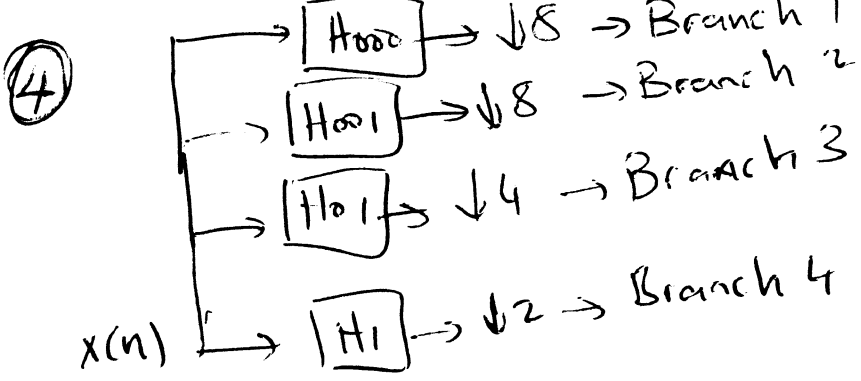 ④ H000 → ↓8 → Branch 1
H001 → ↓8 → Branch 2
H01 → ↓4 → Branch 3
x(n) H1 → ↓2 → Branch 4